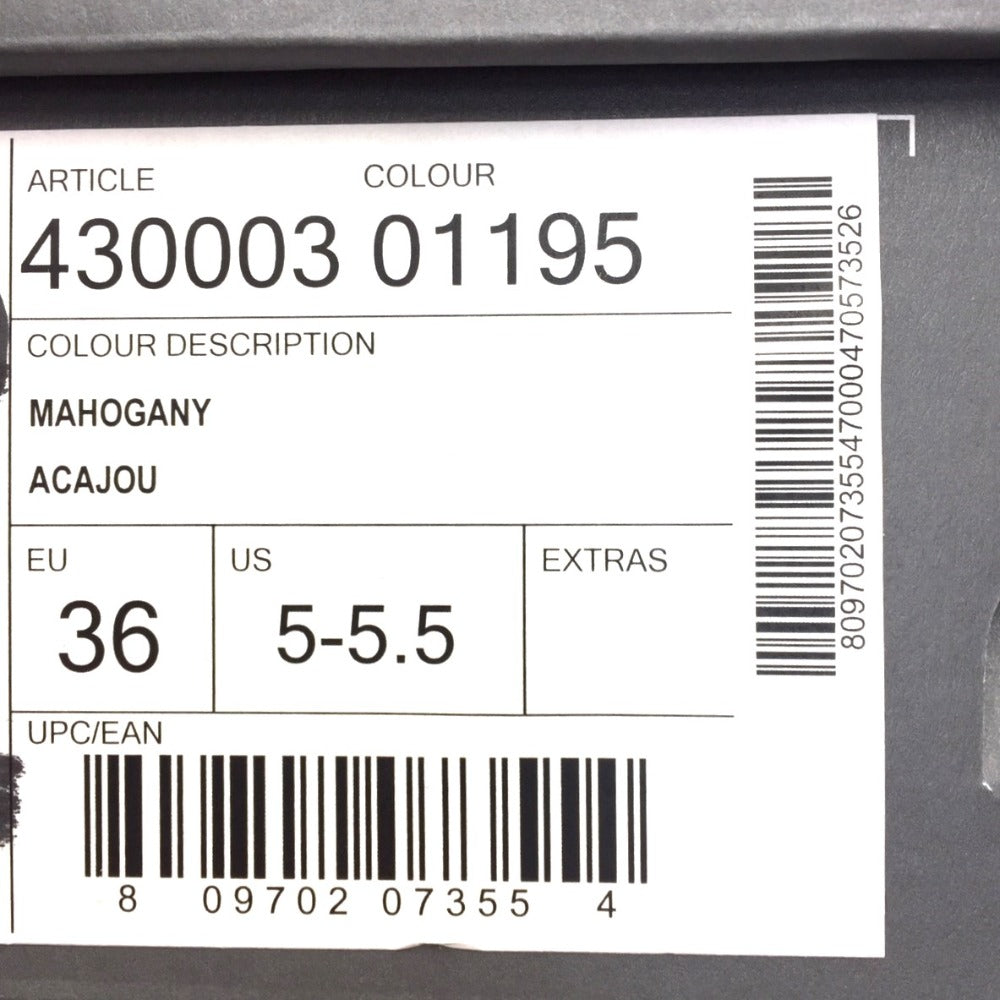 ARTICLE COLOUR
430003 01195
COLOUR DESCRIPTION
MAHOGANY
ACAJOU
EU US EXTRAS
36 5-5.5
UPC/EAN
8 09702 07355 4
8097020735547000470573526